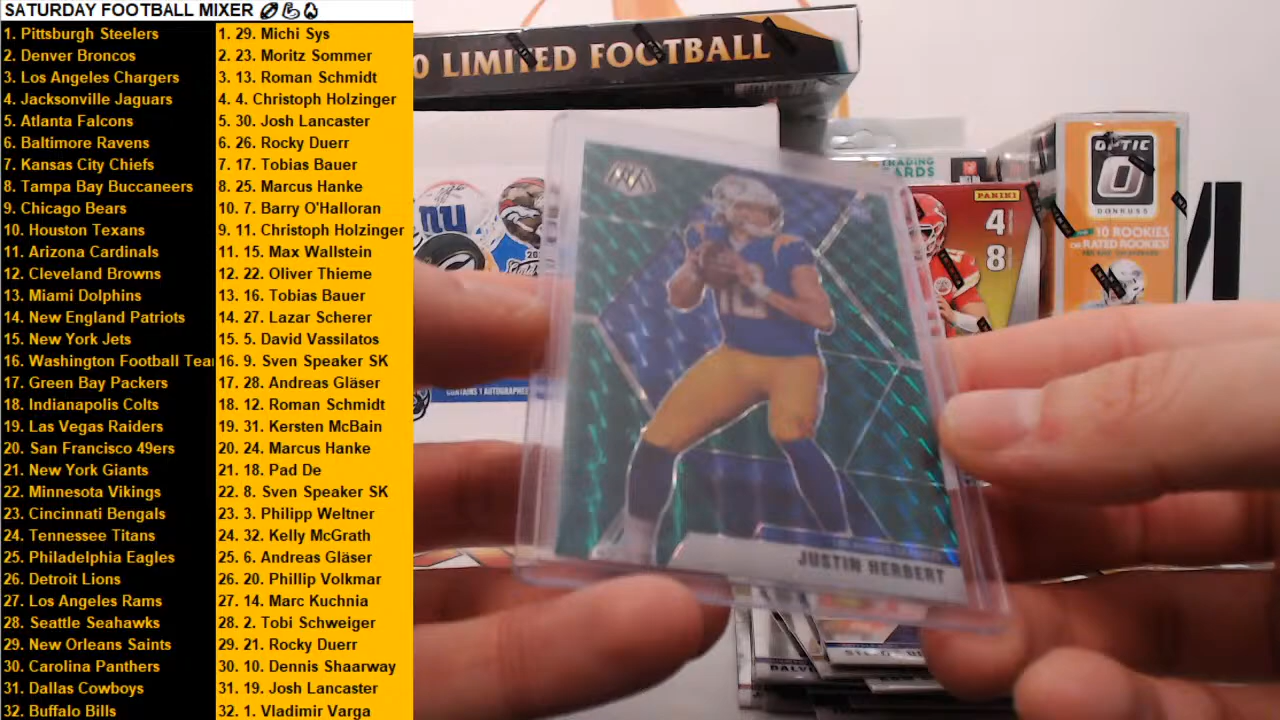 SATURDAY FOOTBALL MIXER
1. Pittsburgh Steelers
2. Denver Broncos
3. Los Angeles Chargers
4. Jacksonville Jaguars
5. Atlanta Falcons
6. Baltimore Ravens
7. Kansas City Chiefs
8. Tampa Bay Buccaneers
9. Chicago Bears
10. Houston Texans
11. Arizona Cardinals
12. Cleveland Browns
13. Miami Dolphins
14. New England Patriots
15. New York Jets
16. Washington Football Tea
17. Green Bay Packers
18. Indianapolis Colts
19. Las Vegas Raiders
20. San Francisco 49ers
21. New York Giants
22. Minnesota Vikings
23. Cincinnati Bengals
24. Tennessee Titans
25. Philadelphia Eagles
26. Detroit Lions
27. Los Angeles Rams
28. Seattle Seahawks
29. New Orleans Saints
30. Carolina Panthers
31. Dallas Cowboys
32. Buffalo Bills
1. 29. Michi Sys
2. 23. Moritz Sommer
3. 13. Roman Schmidt
4. 4. Christoph Holzinger
5. 30. Josh Lancaster
6. 26. Rocky Duerr
7. 17. Tobias Bauer
8. 25. Marcus Hanke
10. 7. Barry O'Halloran
9. 11. Christoph Holzinger
11. 15. Max Wallstein
12. 22. Oliver Thieme
13. 16. Tobias Bauer
14. 27. Lazar Scherer
15. 5. David Vassilatos
16. 9. Sven Speaker SK
17. 28. Andreas Gläser
18. 12. Roman Schmidt
19. 31. Kersten McBain
20. 24. Marcus Hanke
21. 18. Pad De
22. 8. Sven Speaker SK
23. 3. Philipp Weltner
24. 32. Kelly McGrath
25. 6. Andreas Gläser
26. 20. Phillip Volkmar
27. 14. Marc Kuchnia
28. 2. Tobi Schweiger
29. 21. Rocky Duerr
30. 10. Dennis Shaarway
31. 19. Josh Lancaster
32. 1. Vladimir Varga
0 LIMITED FOOTBALL
TRADING
CARDS
PANINI
4
8
OPTIC
DONRUSS
10 ROOKIES
OR RATED ROOKIES!
ny
CONTAINS 1 AUTOGRAPHED
10
JUSTIN HERBERT